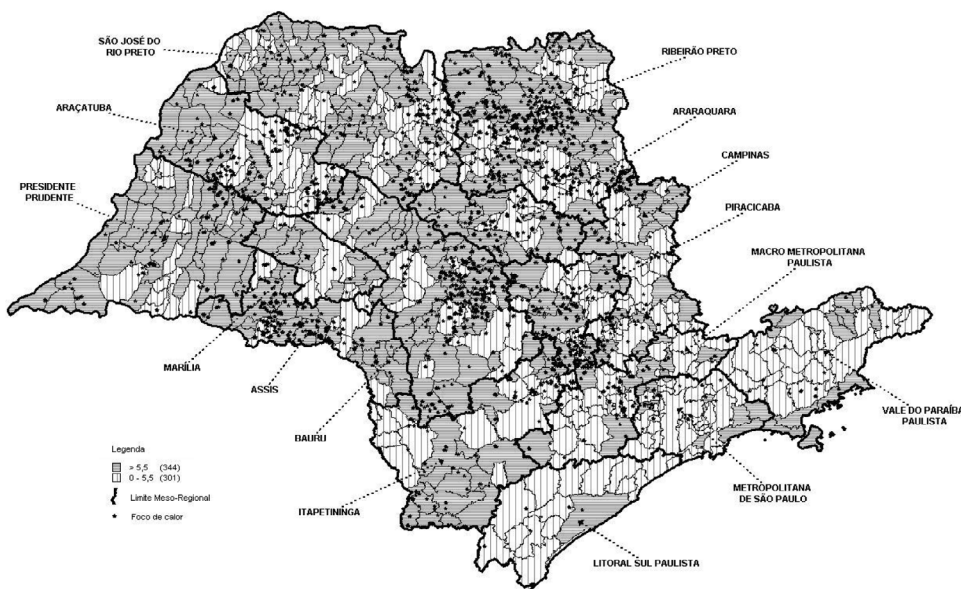 SÃO JOSÉ DO
RIO PRETO
RIBEIRÃO PRETO
ARAÇATUBA
ARARAQUARA
CAMPINAS
PRESIDENTE
PRUDENTE
PIRACICABA
MACRO METROPOLITANA
PAULISTA
MARÍLIA
ASSIS
VALE DO PARAÍBA
PAULISTA
BAURU
Legenda
> 5,5 (344)
0 - 5,5 (301)
Limite Meso-Regional
Foco de calor
METROPOLITANA
DE SÃO PAULO
ITAPETININGA
LITORAL SUL PAULISTA